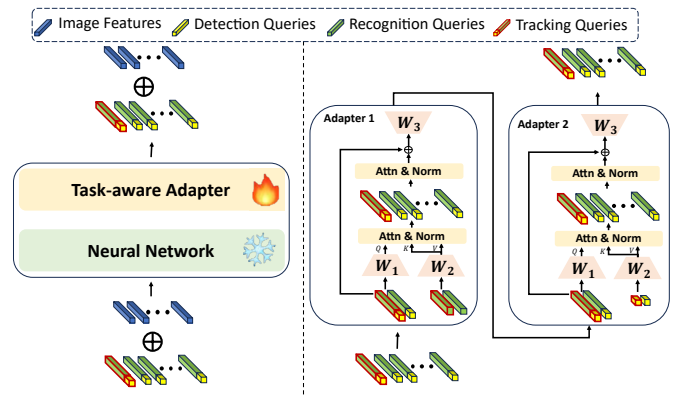 Image Features
Detection Queries
Recognition Queries
Tracking Queries
Task-aware Adapter
Neural Network
Adapter 1
W3
Attn & Norm
Attn & Norm
Q
K
V
W1
W2
Adapter 2
W3
Attn & Norm
Attn & Norm
Q
K
V
W1
W2